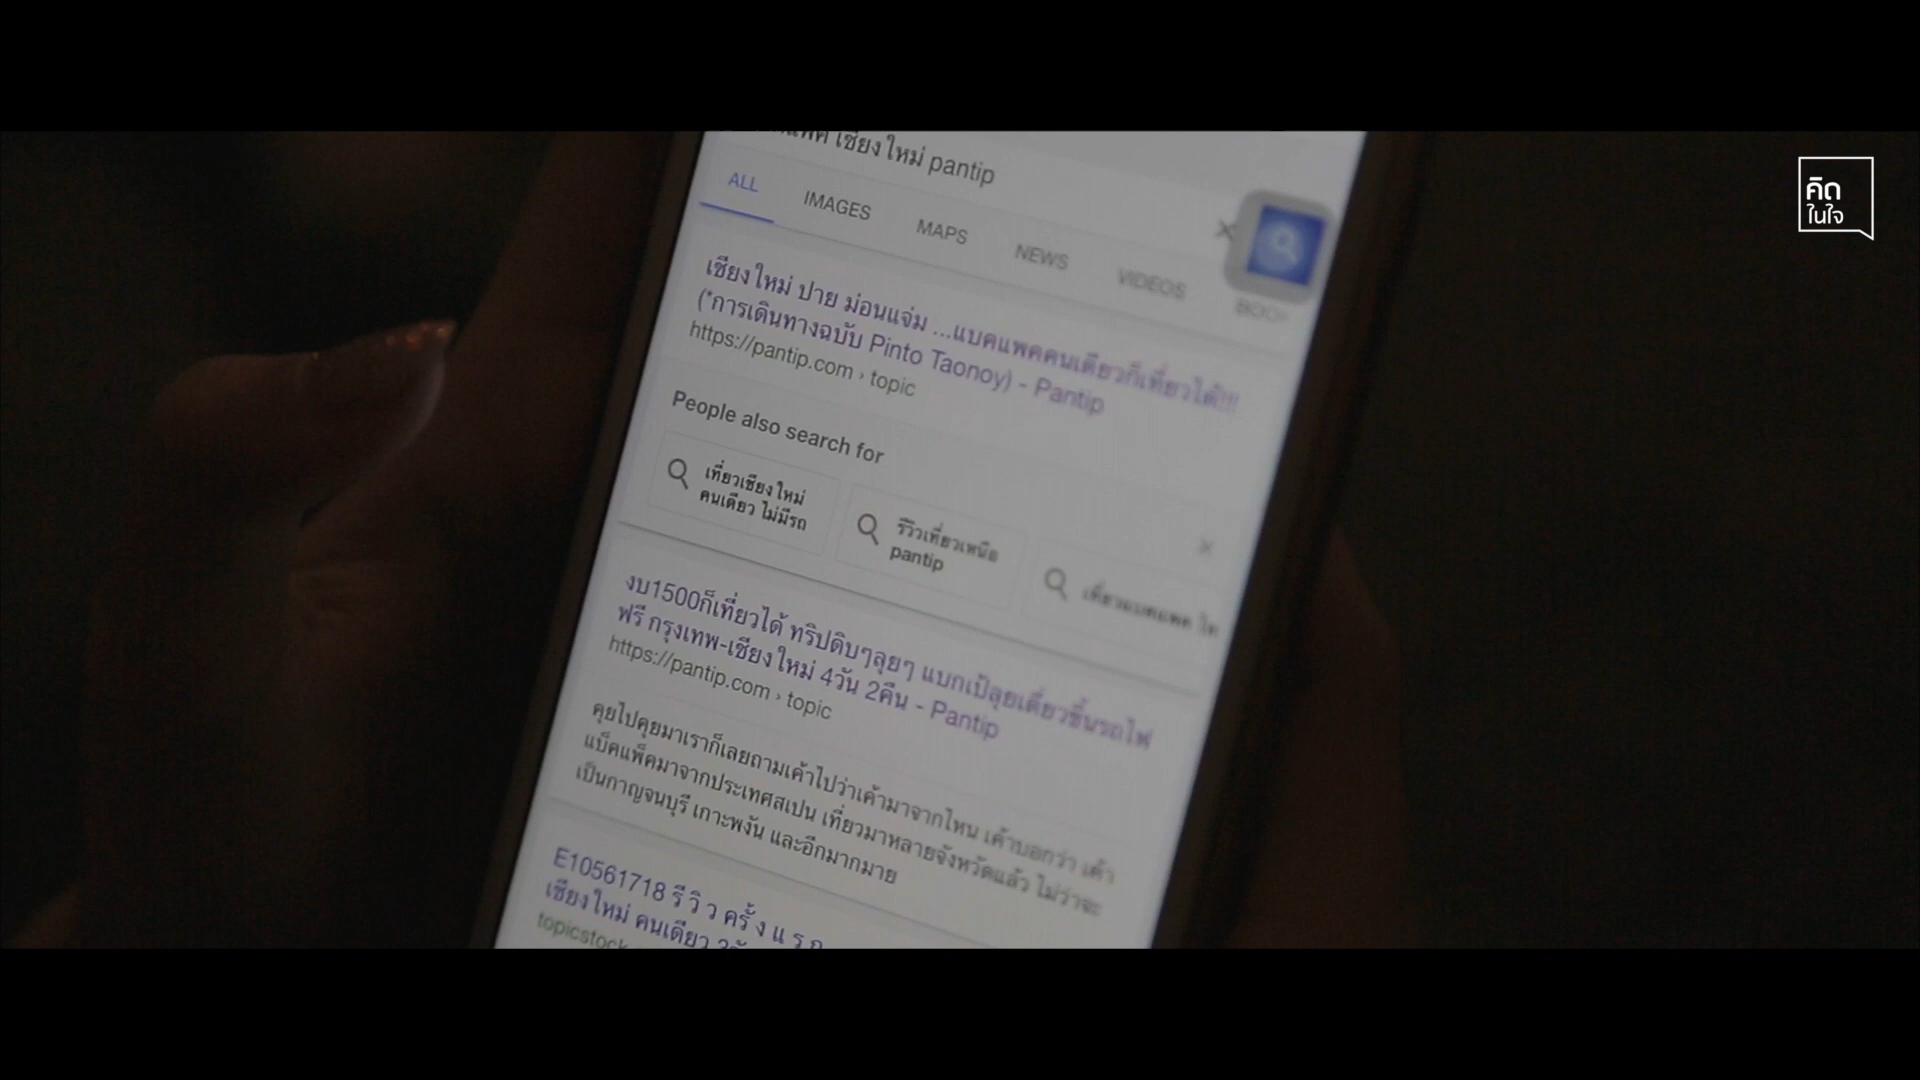 เชียงใหม่ pantip
ALL IMAGES MAPS NEWS VIDEOS
คิด
ในใจ
เชียงใหม่ ปาย ม่อนแจ่ม ...แบคแพคคนเดียวก็เที่ยวได้!!!!
(*การเดินทางฉบับ Pinto Taonoy) - Pantip
https://pantip.com › topic
People also search for
เที่ยวเชียงใหม่
คนเดียว ไม่มีรถ
รีวิวเที่ยวเหนือ
pantip
เที่ยวแบคแพค
งบ1500ก็เที่ยวได้ ทริปดิบๆลุยๆ แบกเป้ลุยเดี่ยวขึ้นรถไฟ
ฟรี กรุงเทพ-เชียงใหม่ 4วัน 2คืน - Pantip
https://pantip.com › topic
คุยไปคุยมาเราก็เลยถามเค้าไปว่าเค้ามาจากไหน เค้าบอกว่า เค้า
แบ็คแพ็คมาจากประเทศสเปน เที่ยวมาหลายจังหวัดแล้ว ไม่ว่าจะ
เป็นกาญจนบุรี เกาะพงัน และอีกมากมาย
E10561718 รี วิ ว ครั้ ง แ ร ก
เชียงใหม่ คนเดียว
topicstock